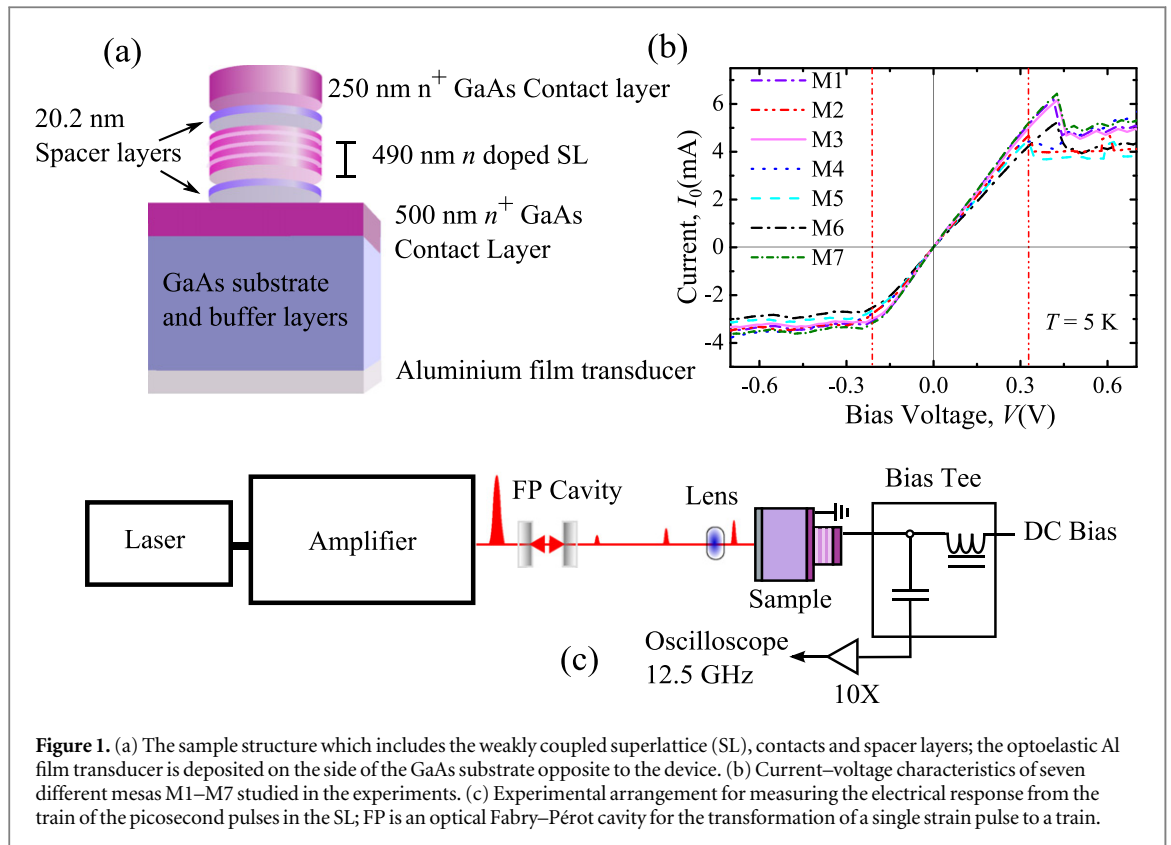 (a)
250 nm n+ GaAs Contact layer
20.2 nm
Spacer layers
490 nm n doped SL
500 nm n+ GaAs
Contact Layer
GaAs substrate
and buffer layers
Aluminium film transducer
(b)
Current, I0(mA)
6
4
2
0
-2
-4
M1
M2
M3
M4
M5
M6
M7
T = 5 K
-0.6
-0.3
0.0
0.3
0.6
Bias Voltage, V(V)
Laser
Amplifier
FP Cavity
Lens
Sample
Bias Tee
DC Bias
Oscilloscope
12.5 GHz
10X
(c)
Figure 1. (a) The sample structure which includes the weakly coupled superlattice (SL), contacts and spacer layers; the optoelastic Al
film transducer is deposited on the side of the GaAs substrate opposite to the device. (b) Current–voltage characteristics of seven
different mesas M1–M7 studied in the experiments. (c) Experimental arrangement for measuring the electrical response from the
train of the picosecond pulses in the SL; FP is an optical Fabry–Pérot cavity for the transformation of a single strain pulse to a train.